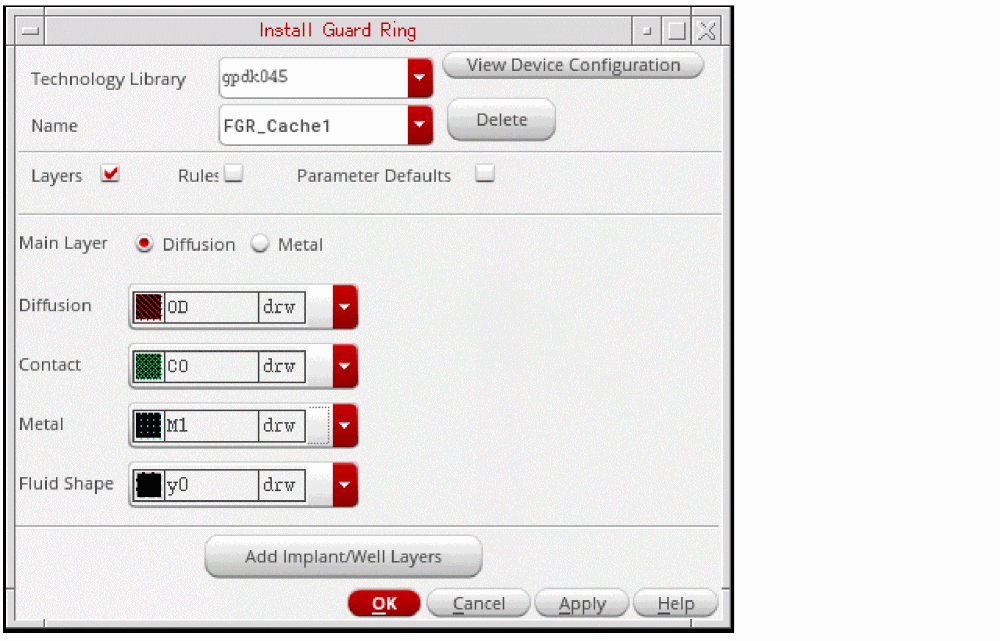 Install Guard Ring
Technology Library gpdk045 View Device Configuration
Name FGR_Cache1 Delete
Layers Rules Parameter Defaults
Main Layer Diffusion Metal
Diffusion OD drw
Contact CO drw
Metal M1 drw
Fluid Shape y0 drw
Add Implant/Well Layers
OK Cancel Apply Help